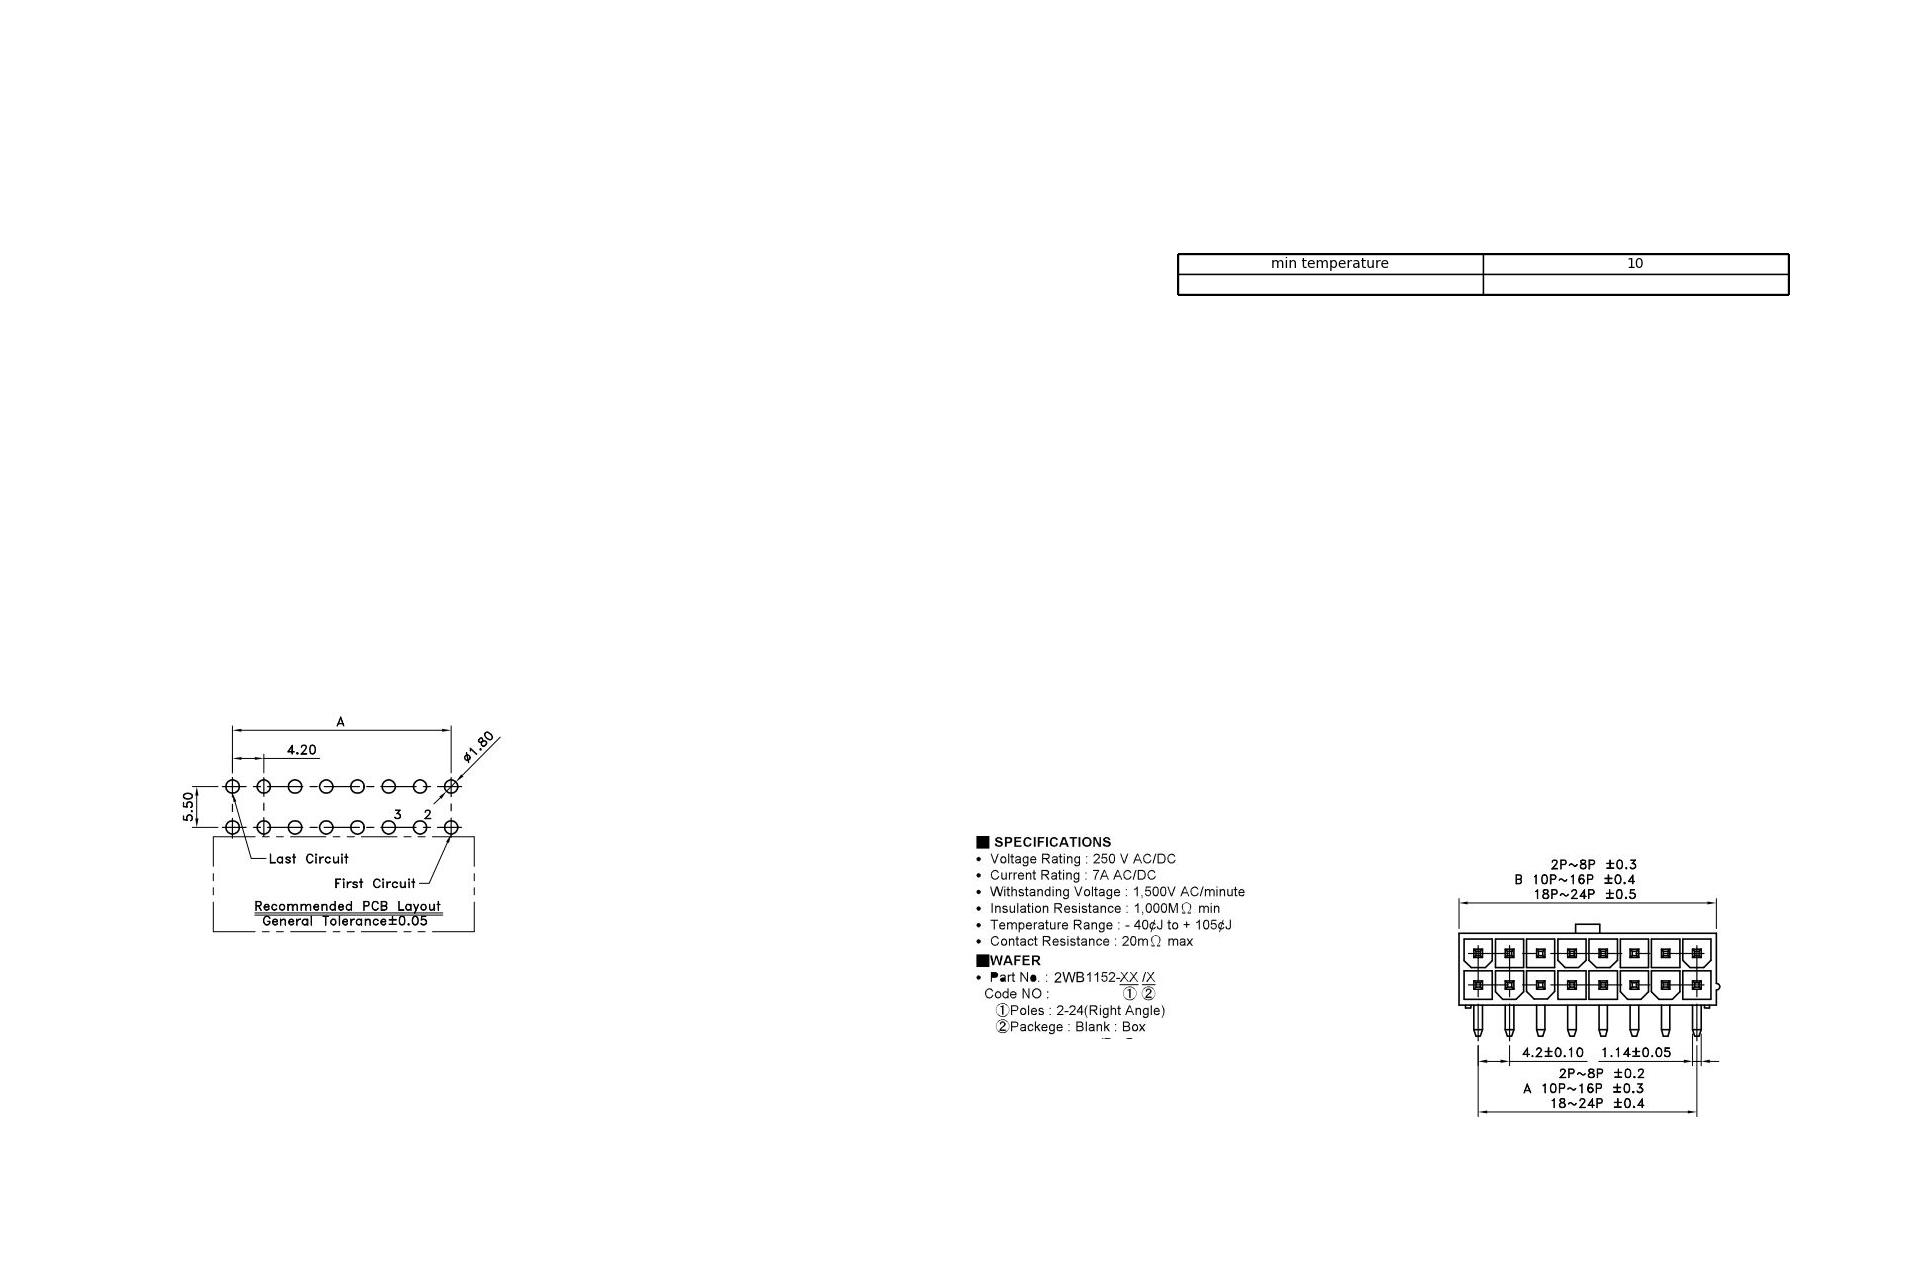 min temperature 10
A
4.20
ø1.80
5.50
3 2
Last Circuit
First Circuit
Recommended PCB Layout
General Tolerance±0.05
■ SPECIFICATIONS
• Voltage Rating : 250 V AC/DC
• Current Rating : 7A AC/DC
• Withstanding Voltage : 1,500V AC/minute
• Insulation Resistance : 1,000MΩ min
• Temperature Range : - 40¢J to + 105¢J
• Contact Resistance : 20mΩ max
■WAFER
• Part No. : 2WB1152-XX /X
Code NO : ① ②
①Poles : 2-24(Right Angle)
②Packege : Blank : Box
2P~8P ±0.3
B 10P~16P ±0.4
18P~24P ±0.5
4.2±0.10 1.14±0.05
2P~8P ±0.2
A 10P~16P ±0.3
18~24P ±0.4